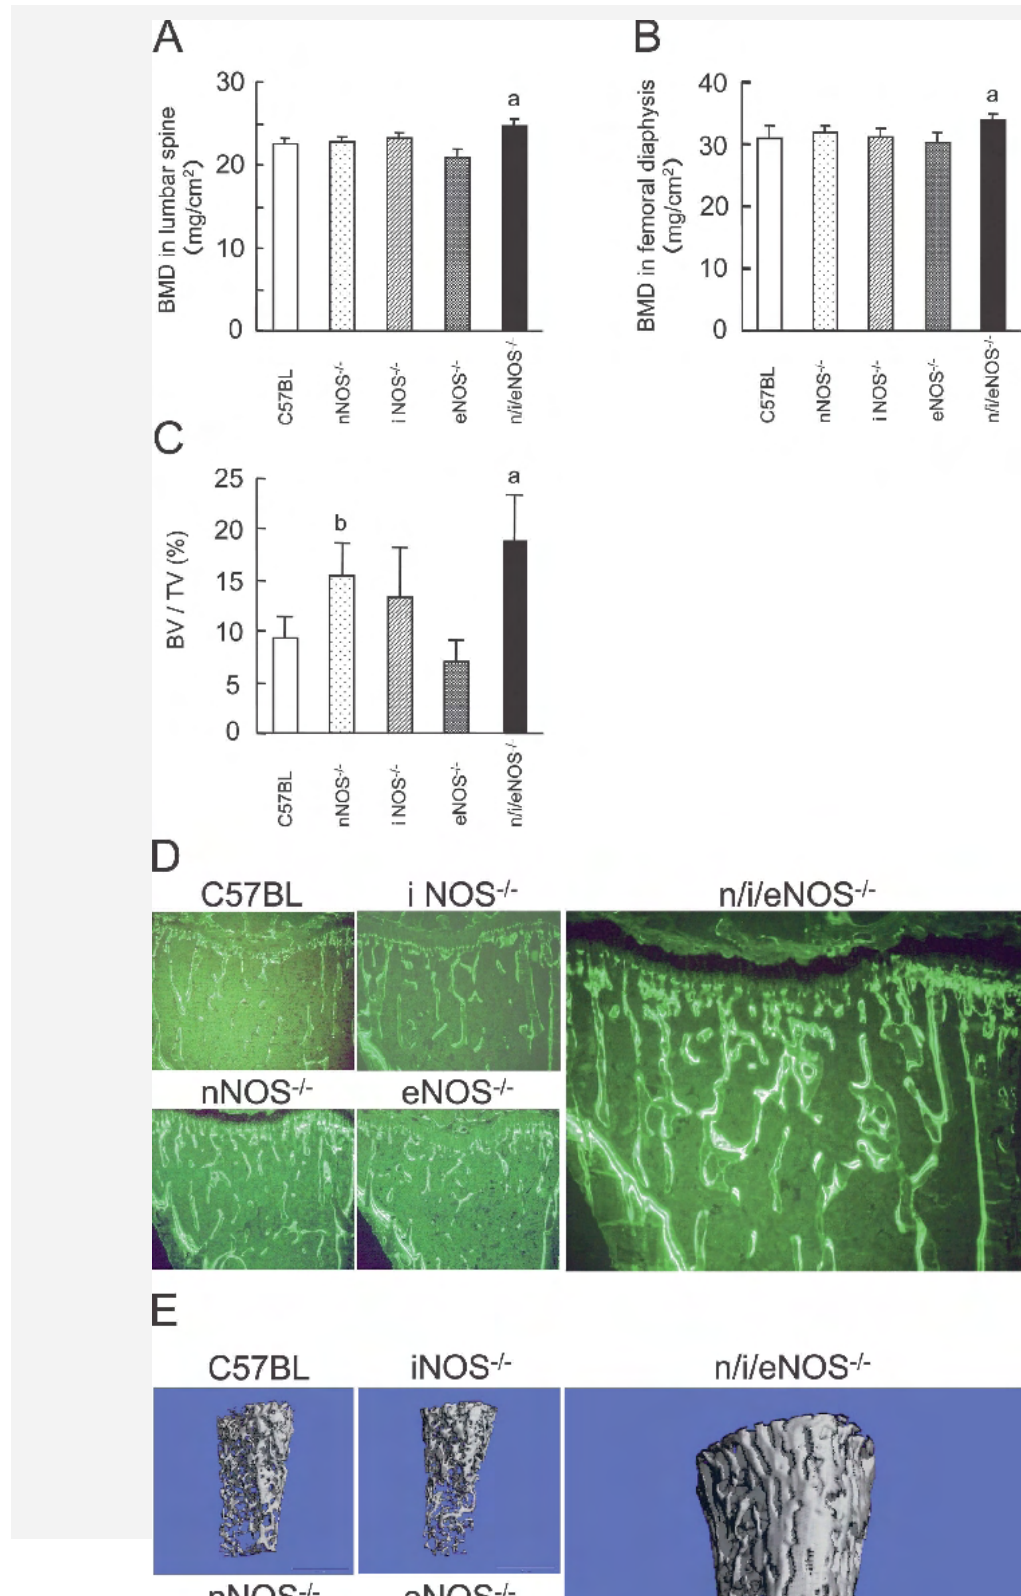 A
B
30
20
10
0
BMD in lumbar spine
(mg/cm²)
a
C57BL
nNOS-/-
i NOS-/-
eNOS-/-
n/i/eNOS-/-
40
30
20
10
0
BMD in femoral diaphysis
(mg/cm²)
a
C57BL
nNOS-/-
i NOS-/-
eNOS-/-
n/i/eNOS-/-
C
25
20
15
10
5
0
BV / TV (%)
b
a
C57BL
nNOS-/-
i NOS-/-
eNOS-/-
n/i/eNOS-/-
D
C57BL
i NOS-/-
n/i/eNOS-/-
nNOS-/-
eNOS-/-
E
C57BL
iNOS-/-
n/i/eNOS-/-
nNOS-/-
eNOS-/-